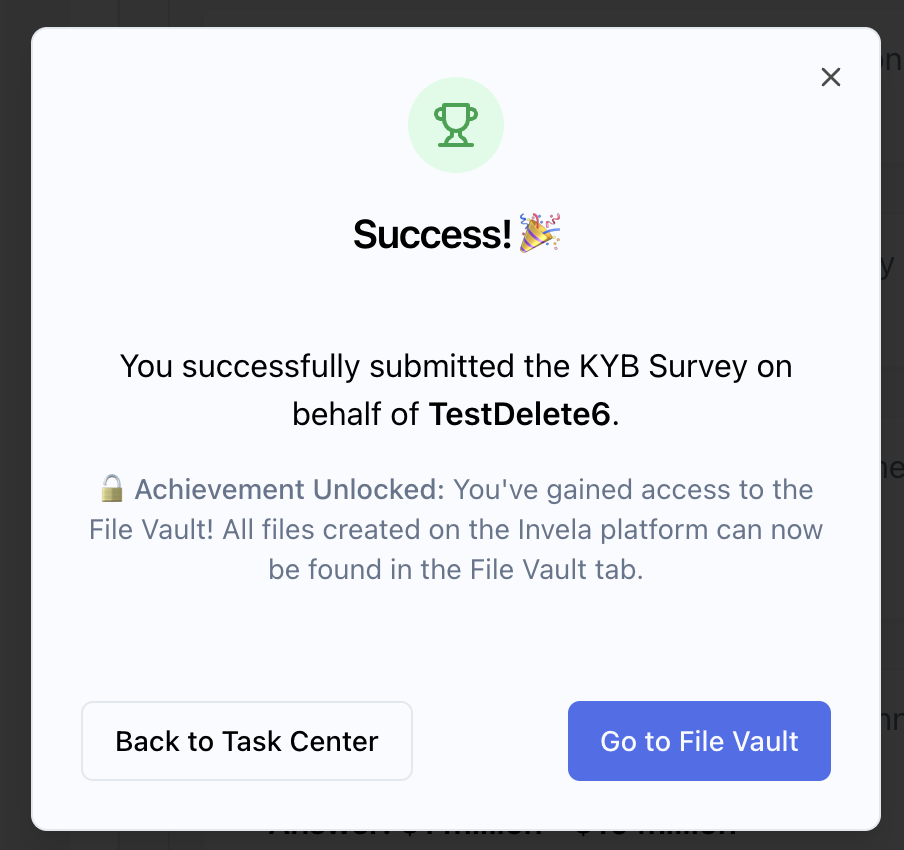 Success! 🎉
You successfully submitted the KYB Survey on
behalf of TestDelete6.
🔓 Achievement Unlocked: You've gained access to the
File Vault! All files created on the Invela platform can now
be found in the File Vault tab.
Back to Task Center
Go to File Vault